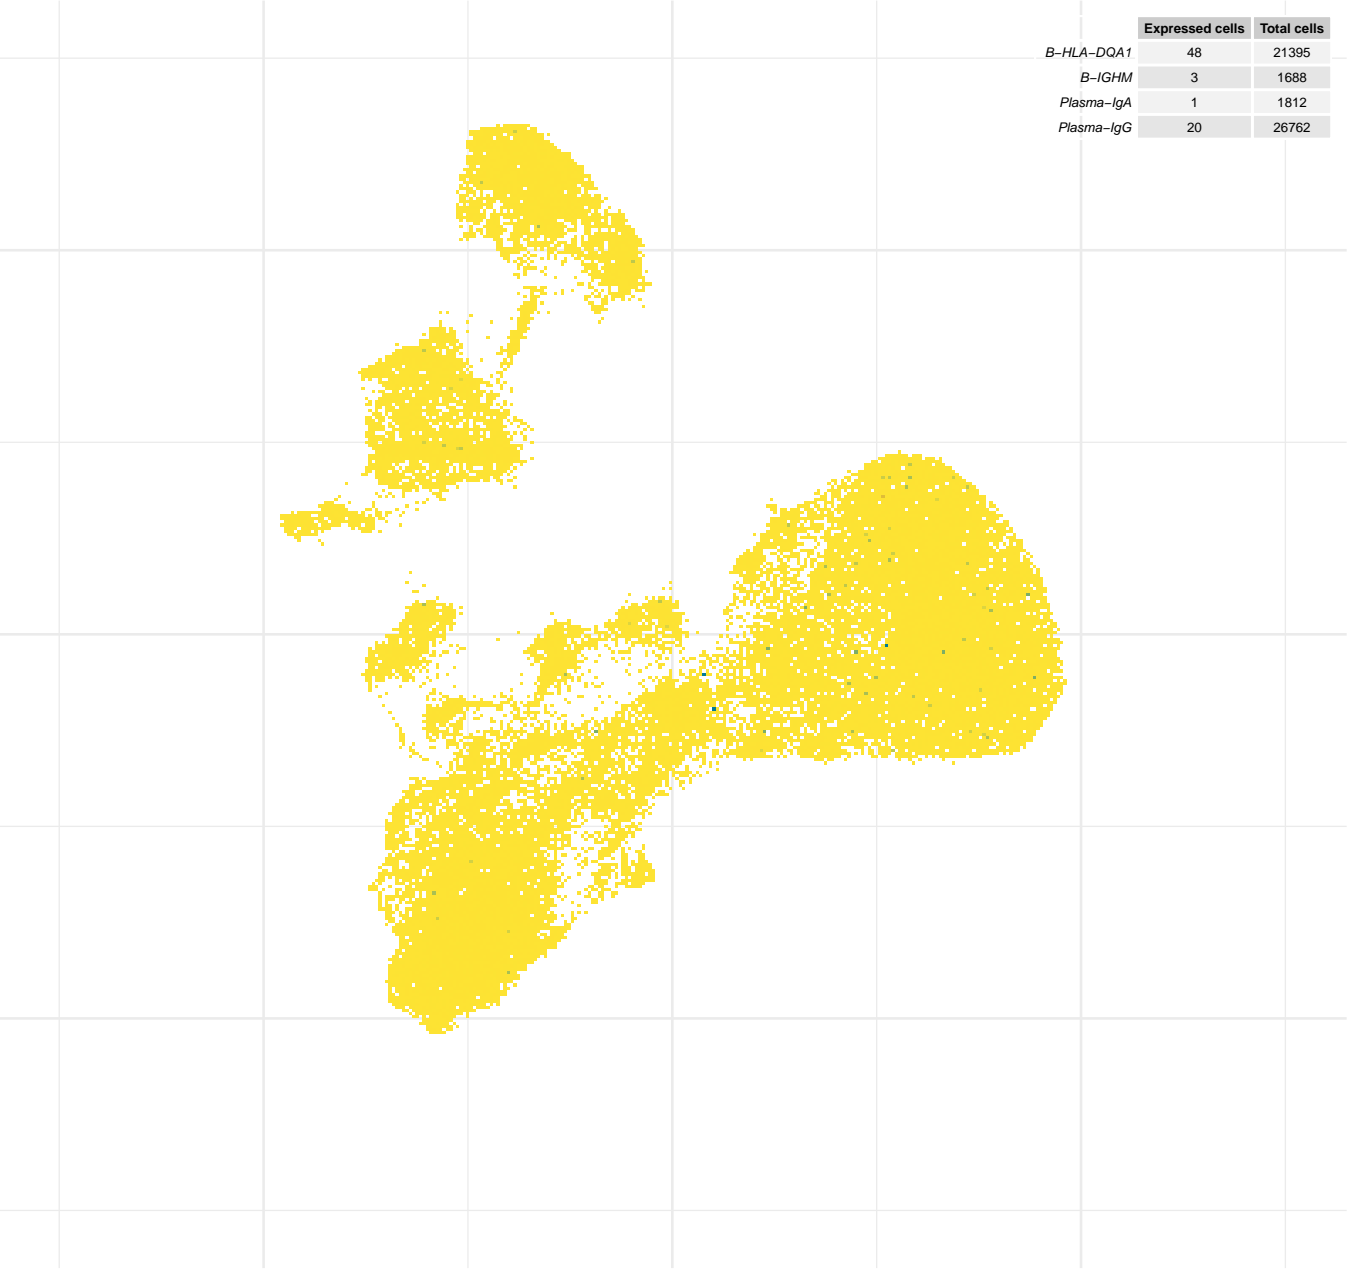 Expressed cells Total cells
B−HLA−DQA1 48 21395
B−IGHM 3 1688
Plasma−IgA 1 1812
Plasma−IgG 20 26762